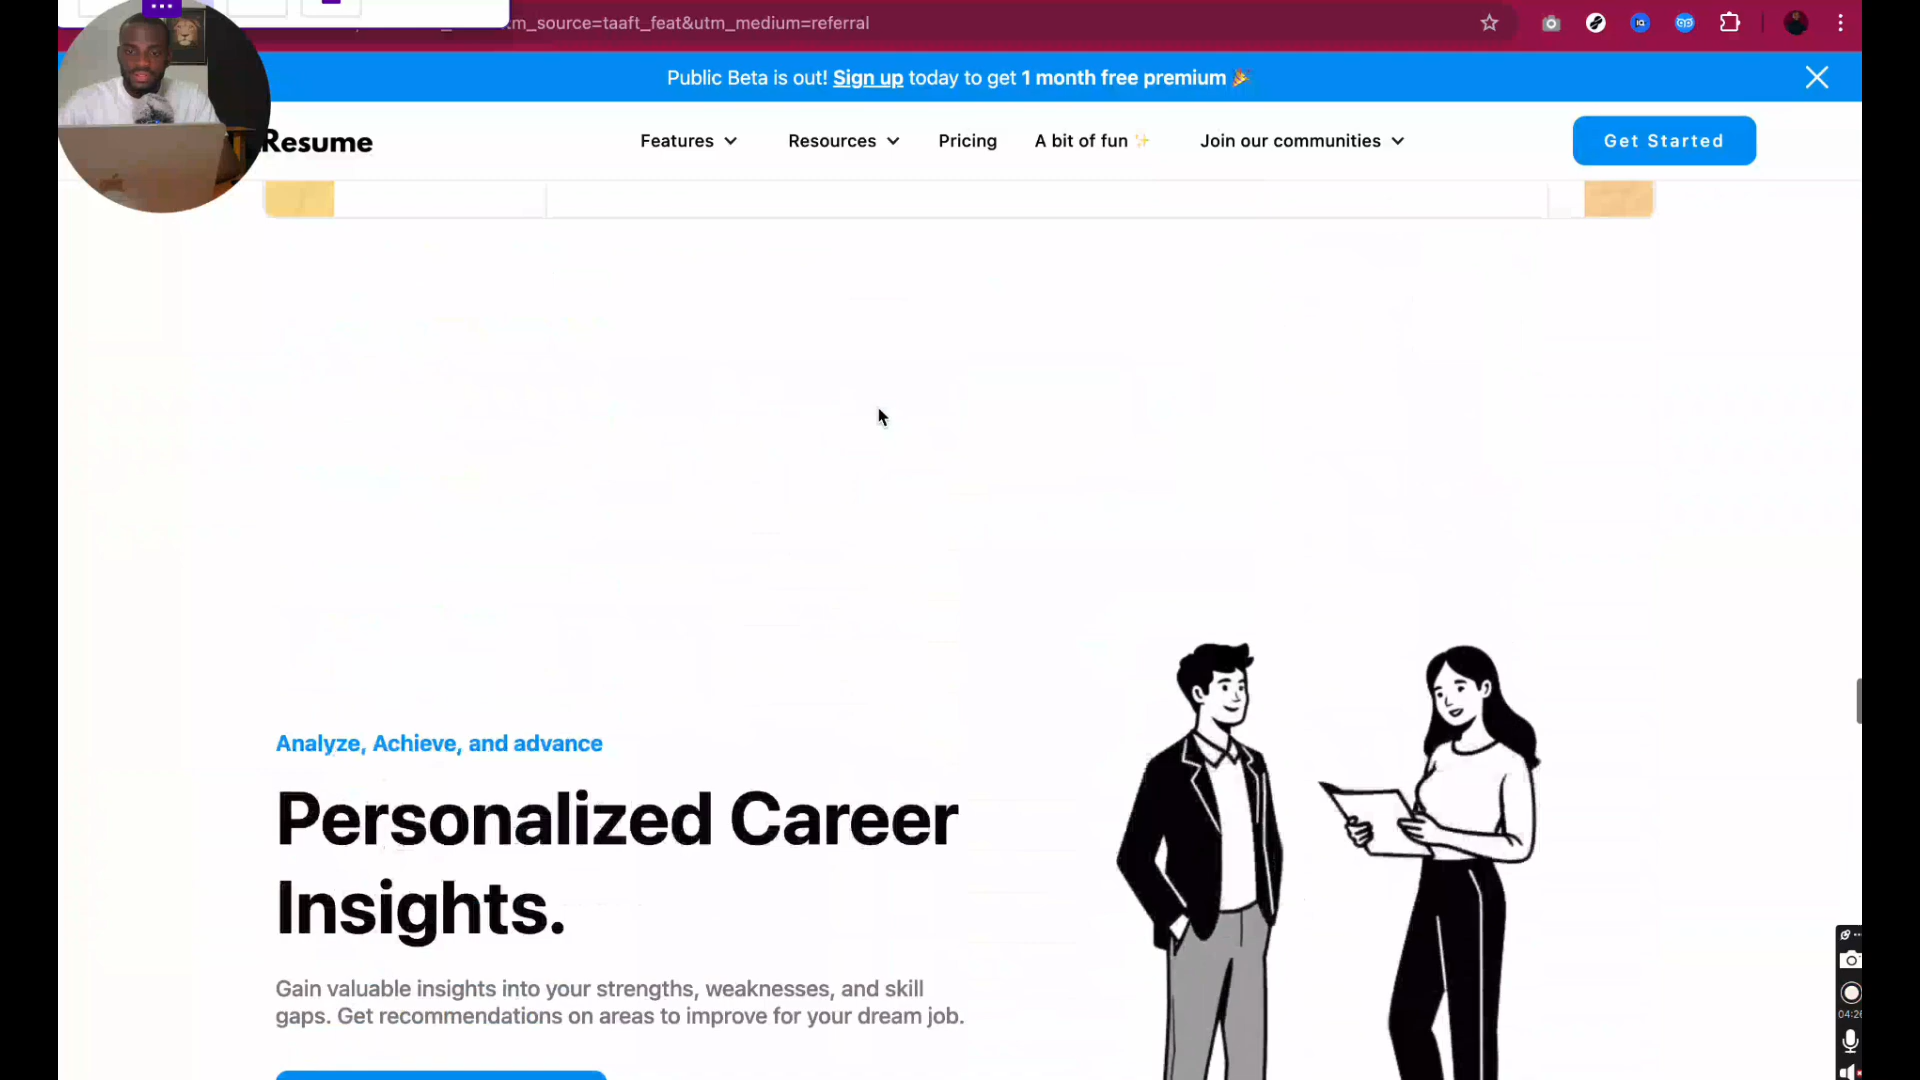 tm_source=taaft_feat&utm_medium=referral
Public Beta is out! Sign up today to get 1 month free premium 🎉
Resume
Features
Resources
Pricing
A bit of fun ✨
Join our communities
Get Started
Analyze, Achieve, and advance
Personalized Career
Insights.
Gain valuable insights into your strengths, weaknesses, and skill
gaps. Get recommendations on areas to improve for your dream job.